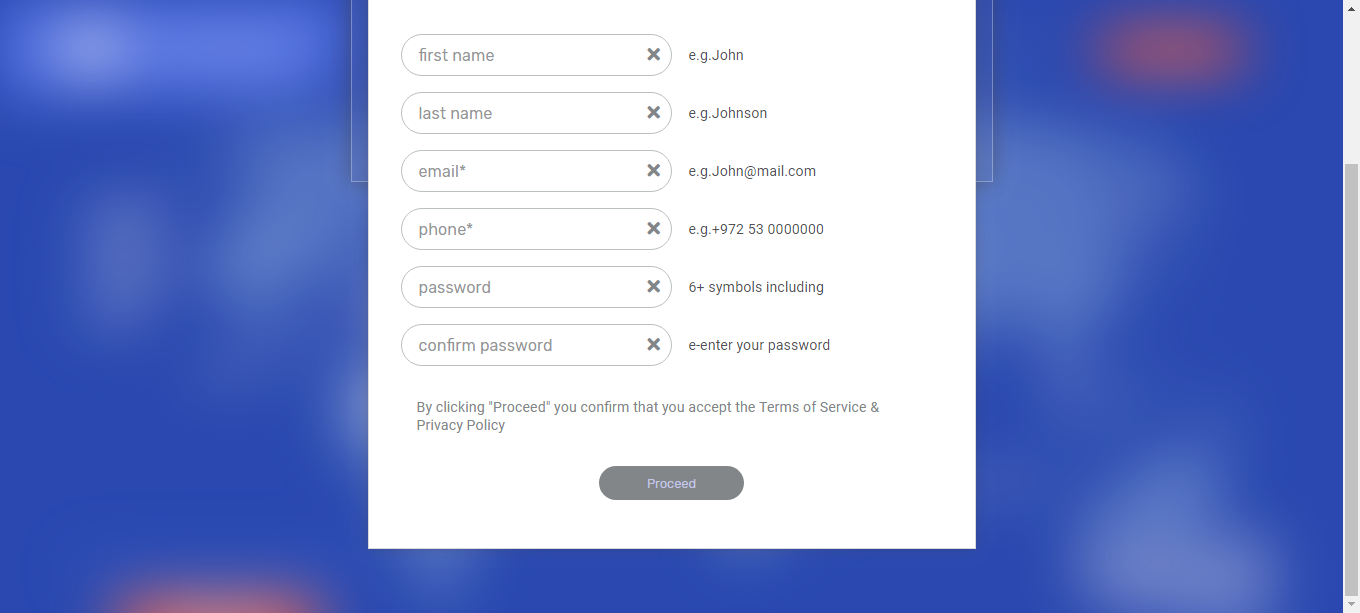 first name e.g.John
last name e.g.Johnson
email* e.g.John@mail.com
phone* e.g.+972 53 0000000
password 6+ symbols including
confirm password e-enter your password
By clicking "Proceed" you confirm that you accept the Terms of Service &
Privacy Policy
Proceed